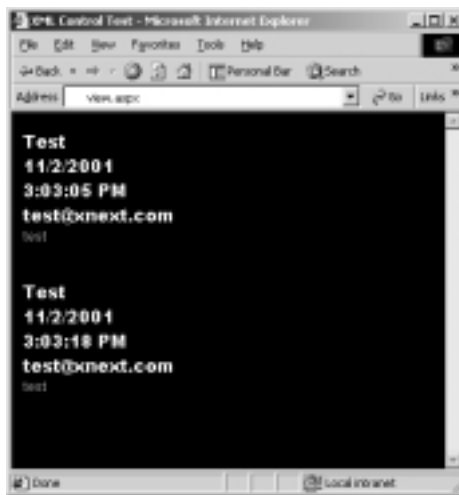 XML Control Test - Microsoft Internet Explorer
File Edit View Favorites Tools Help
Back Personal Bar Search
Address view.aspx Go Links
Test
11/2/2001
3:03:05 PM
test@xnext.com
test
Test
11/2/2001
3:03:18 PM
test@xnext.com
test
Done Local intranet